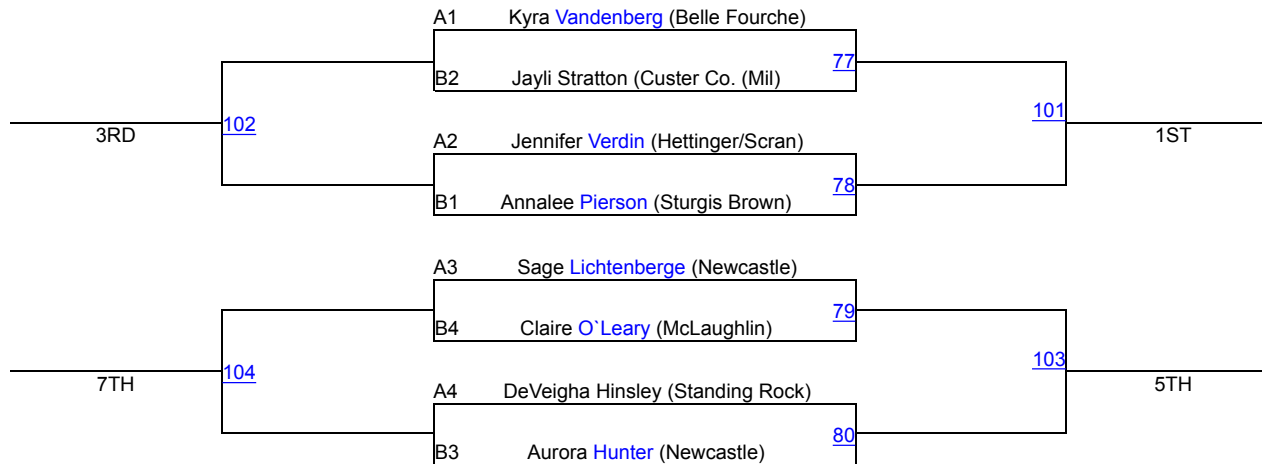 A1 Kyra Vandenberg (Belle Fourche)
77
B2 Jayli Stratton (Custer Co. (Mil)
3RD
102
101
1ST
A2 Jennifer Verdin (Hettinger/Scran)
78
B1 Annalee Pierson (Sturgis Brown)
A3 Sage Lichtenberge (Newcastle)
79
B4 Claire O`Leary (McLaughlin)
7TH
104
103
5TH
A4 DeVeigha Hinsley (Standing Rock)
80
B3 Aurora Hunter (Newcastle)